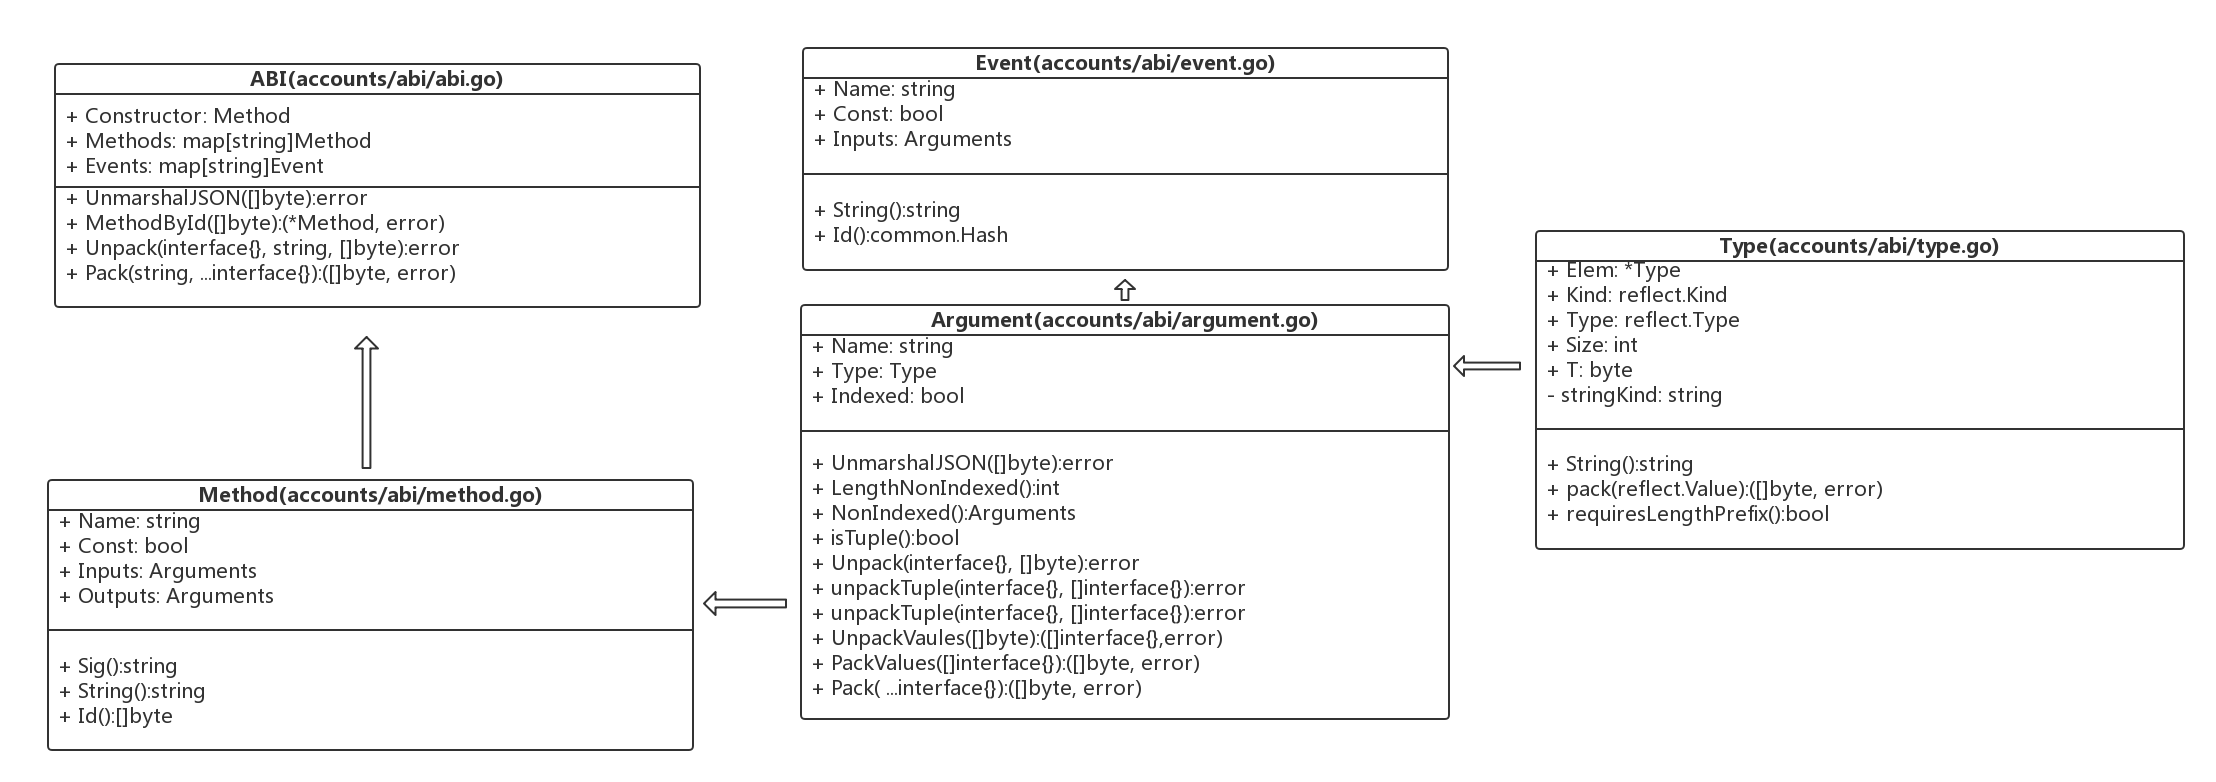 ABI(accounts/abi/abi.go)
+ Constructor: Method
+ Methods: map[string]Method
+ Events: map[string]Event
+ UnmarshalJSON([]byte):error
+ MethodById([]byte):(*Method, error)
+ Unpack(interface{}, string, []byte):error
+ Pack(string, ...interface{}):([]byte, error)
Method(accounts/abi/method.go)
+ Name: string
+ Const: bool
+ Inputs: Arguments
+ Outputs: Arguments
+ Sig():string
+ String():string
+ Id():[]byte
Event(accounts/abi/event.go)
+ Name: string
+ Const: bool
+ Inputs: Arguments
+ String():string
+ Id():common.Hash
Argument(accounts/abi/argument.go)
+ Name: string
+ Type: Type
+ Indexed: bool
+ UnmarshalJSON([]byte):error
+ LengthNonIndexed():int
+ NonIndexed():Arguments
+ isTuple():bool
+ Unpack(interface{}, []byte):error
+ unpackTuple(interface{}, []interface{}):error
+ unpackTuple(interface{}, []interface{}):error
+ UnpackVaules([]byte):([]interface{},error)
+ PackValues([]interface{}):([]byte, error)
+ Pack( ...interface{}):([]byte, error)
Type(accounts/abi/type.go)
+ Elem: *Type
+ Kind: reflect.Kind
+ Type: reflect.Type
+ Size: int
+ T: byte
- stringKind: string
+ String():string
+ pack(reflect.Value):([]byte, error)
+ requiresLengthPrefix():bool